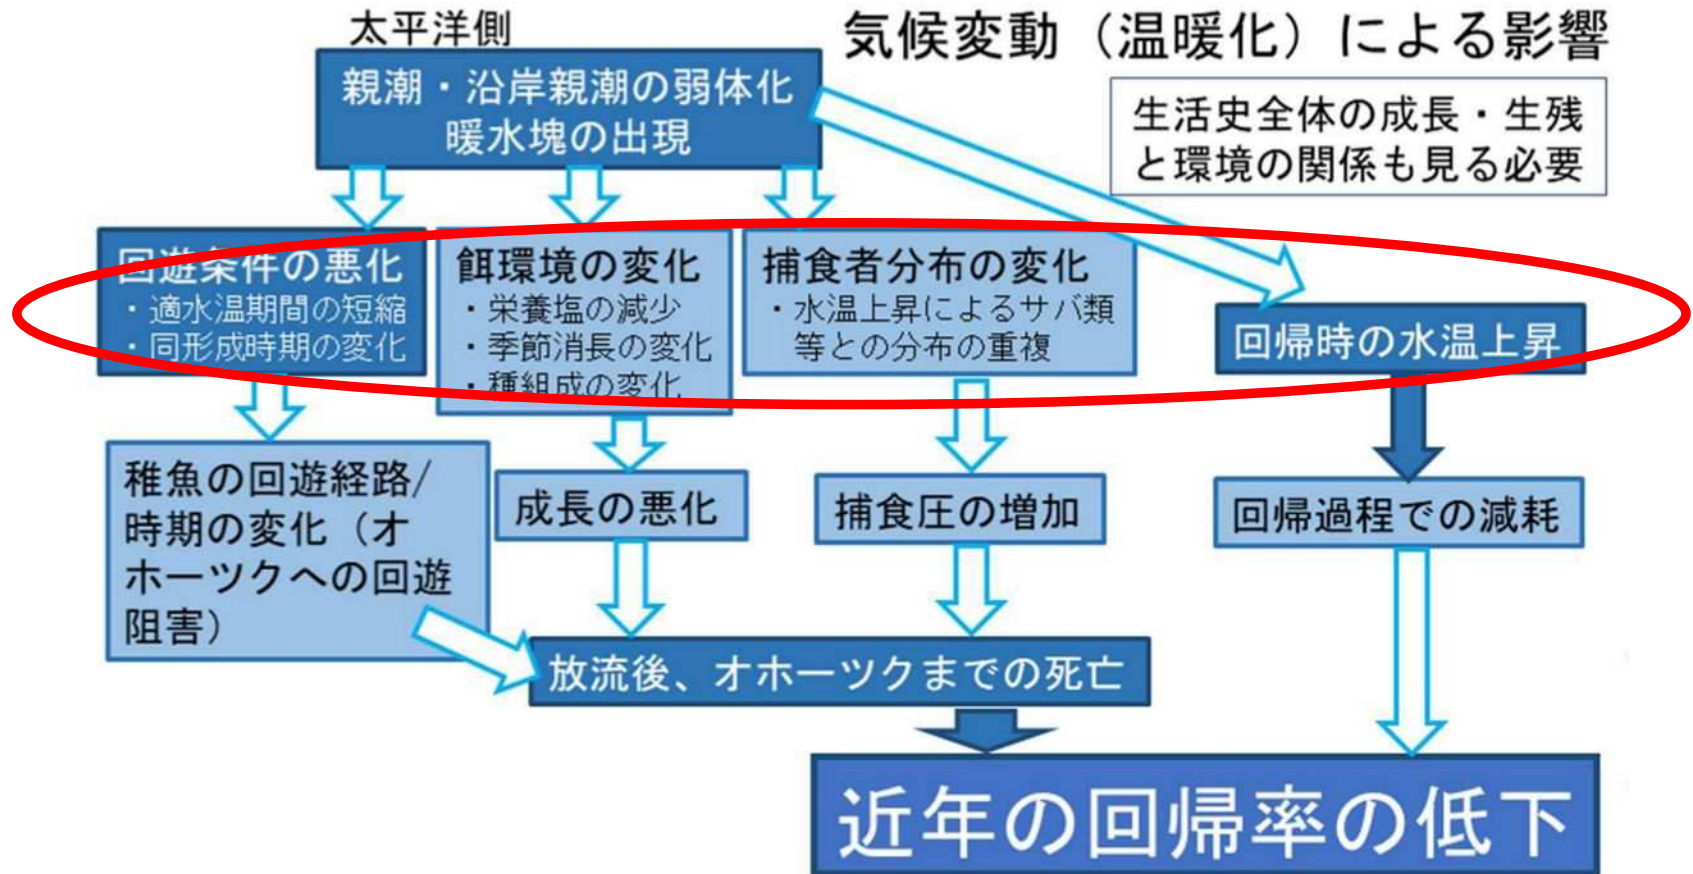 太平洋側
気候変動（温暖化）による影響
親潮・沿岸親潮の弱体化
暖水塊の出現
生活史全体の成長・生残
と環境の関係も見る必要
回遊条件の悪化
・適水温期間の短縮
・同形成時期の変化
餌環境の変化
・栄養塩の減少
・季節消長の変化
・種組成の変化
捕食者分布の変化
・水温上昇によるサバ類
等との分布の重複
回帰時の水温上昇
稚魚の回遊経路/
時期の変化（オ
ホーツクへの回遊
阻害）
成長の悪化
捕食圧の増加
回帰過程での減耗
放流後、オホーツクまでの死亡
近年の回帰率の低下